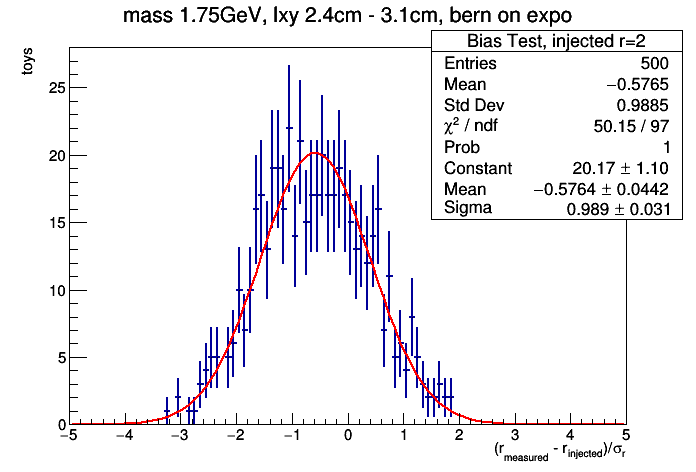 mass 1.75GeV, lxy 2.4cm - 3.1cm, bern on expo
Bias Test, injected r=2
Entries 500
Mean −0.5765
Std Dev 0.9885
χ² / ndf 50.15 / 97
Prob 1
Constant 20.17 ± 1.10
Mean −0.5764 ± 0.0442
Sigma 0.989 ± 0.031
toys
25
20
15
10
5
0
−5 −4 −3 −2 −1 0 1 2 3 4 5
(r_measured - r_injected)/σ_r